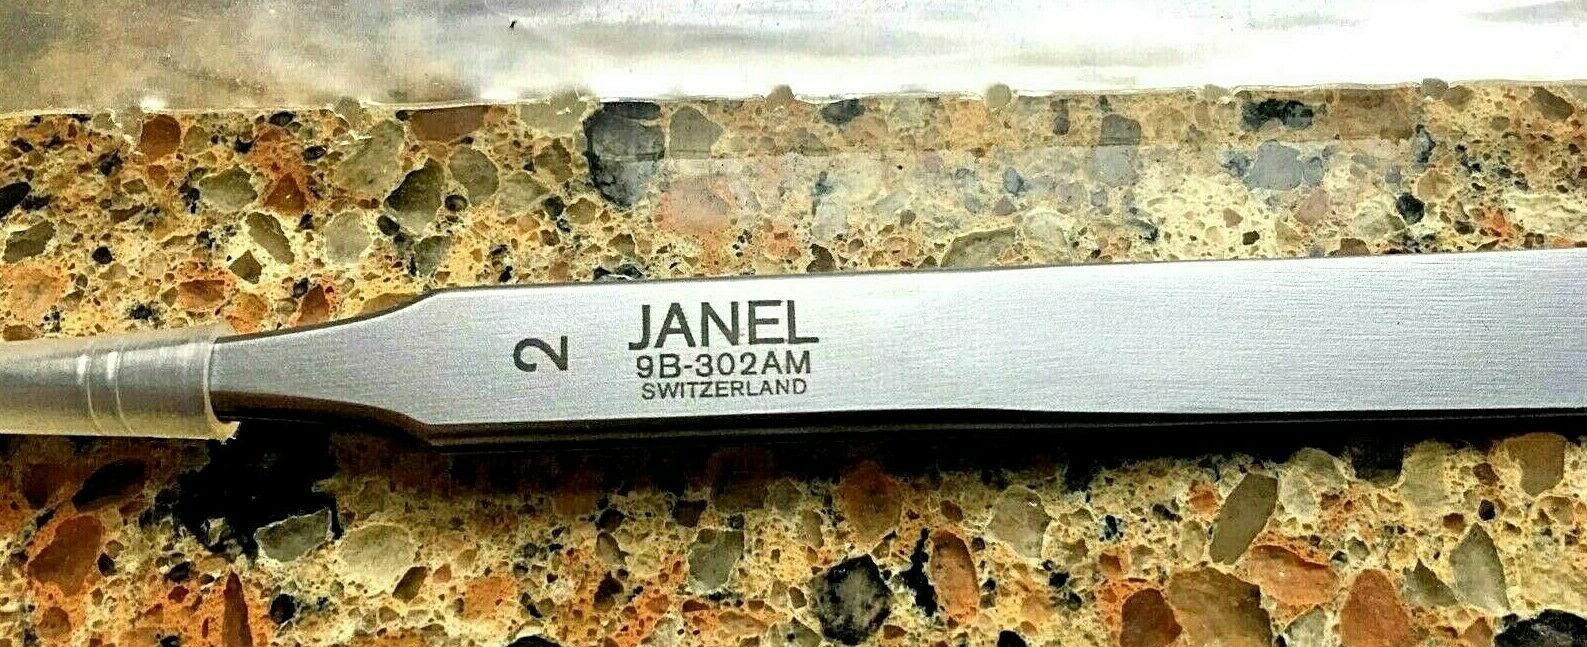 2
JANEL
9B-302AM
SWITZERLAND